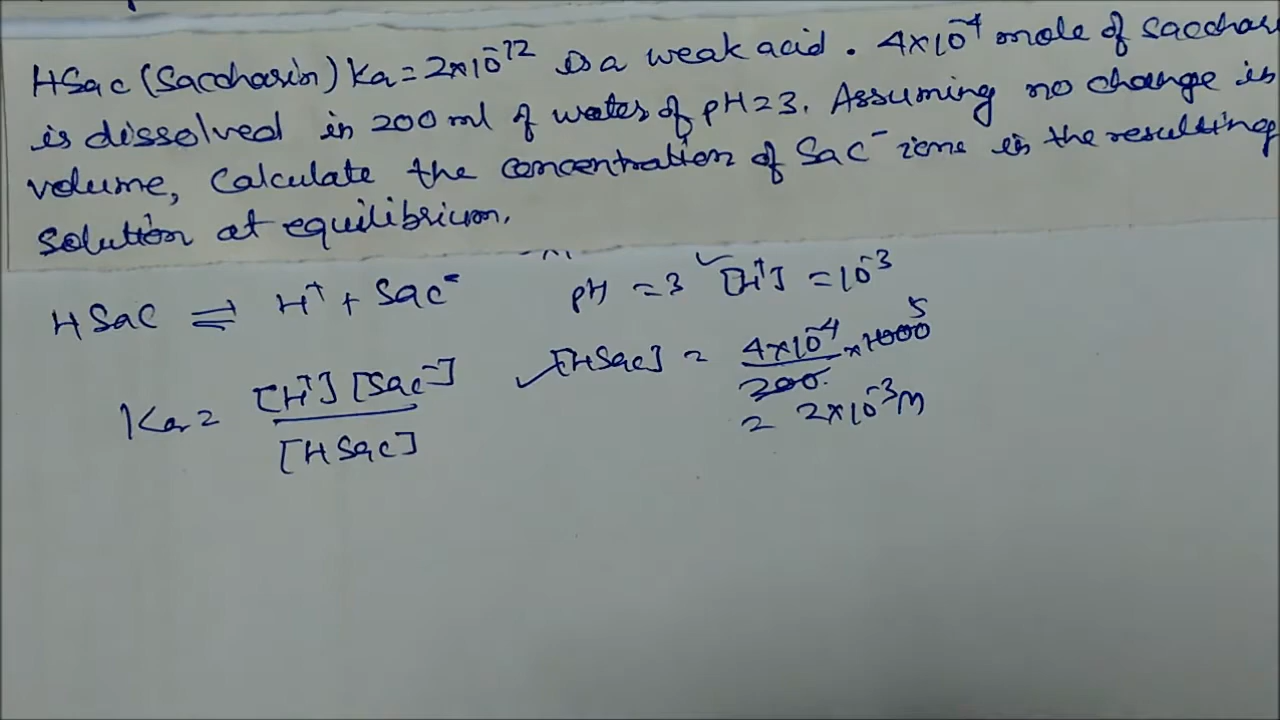 HSac (Saccharin) Ka = 2×10⁻¹² is a weak acid. 4×10⁻⁴ mole of sacchar
is dissolved in 200 ml of water of pH = 3. Assuming no change in
volume, Calculate the concentration of Sac⁻ ions in the resulting
solution at equilibrium.
HSac ⇌ H⁺ + Sac⁻ pH = 3 ✓ [H⁺] = 10⁻³
Ka = [H⁺] [Sac⁻] / [HSac] ✓ [HSac] = 4×10⁻⁴ / 200 × 1000 5
= 2×10⁻³ M